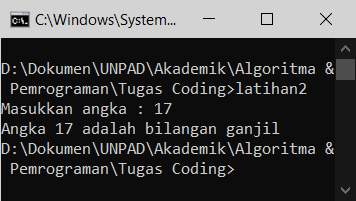 C:\Windows\System...
D:\Dokumen\UNPAD\Akademik\Algoritma &
Pemrograman\Tugas Coding>latihan2
Masukkan angka : 17
Angka 17 adalah bilangan ganjil
D:\Dokumen\UNPAD\Akademik\Algoritma &
Pemrograman\Tugas Coding>